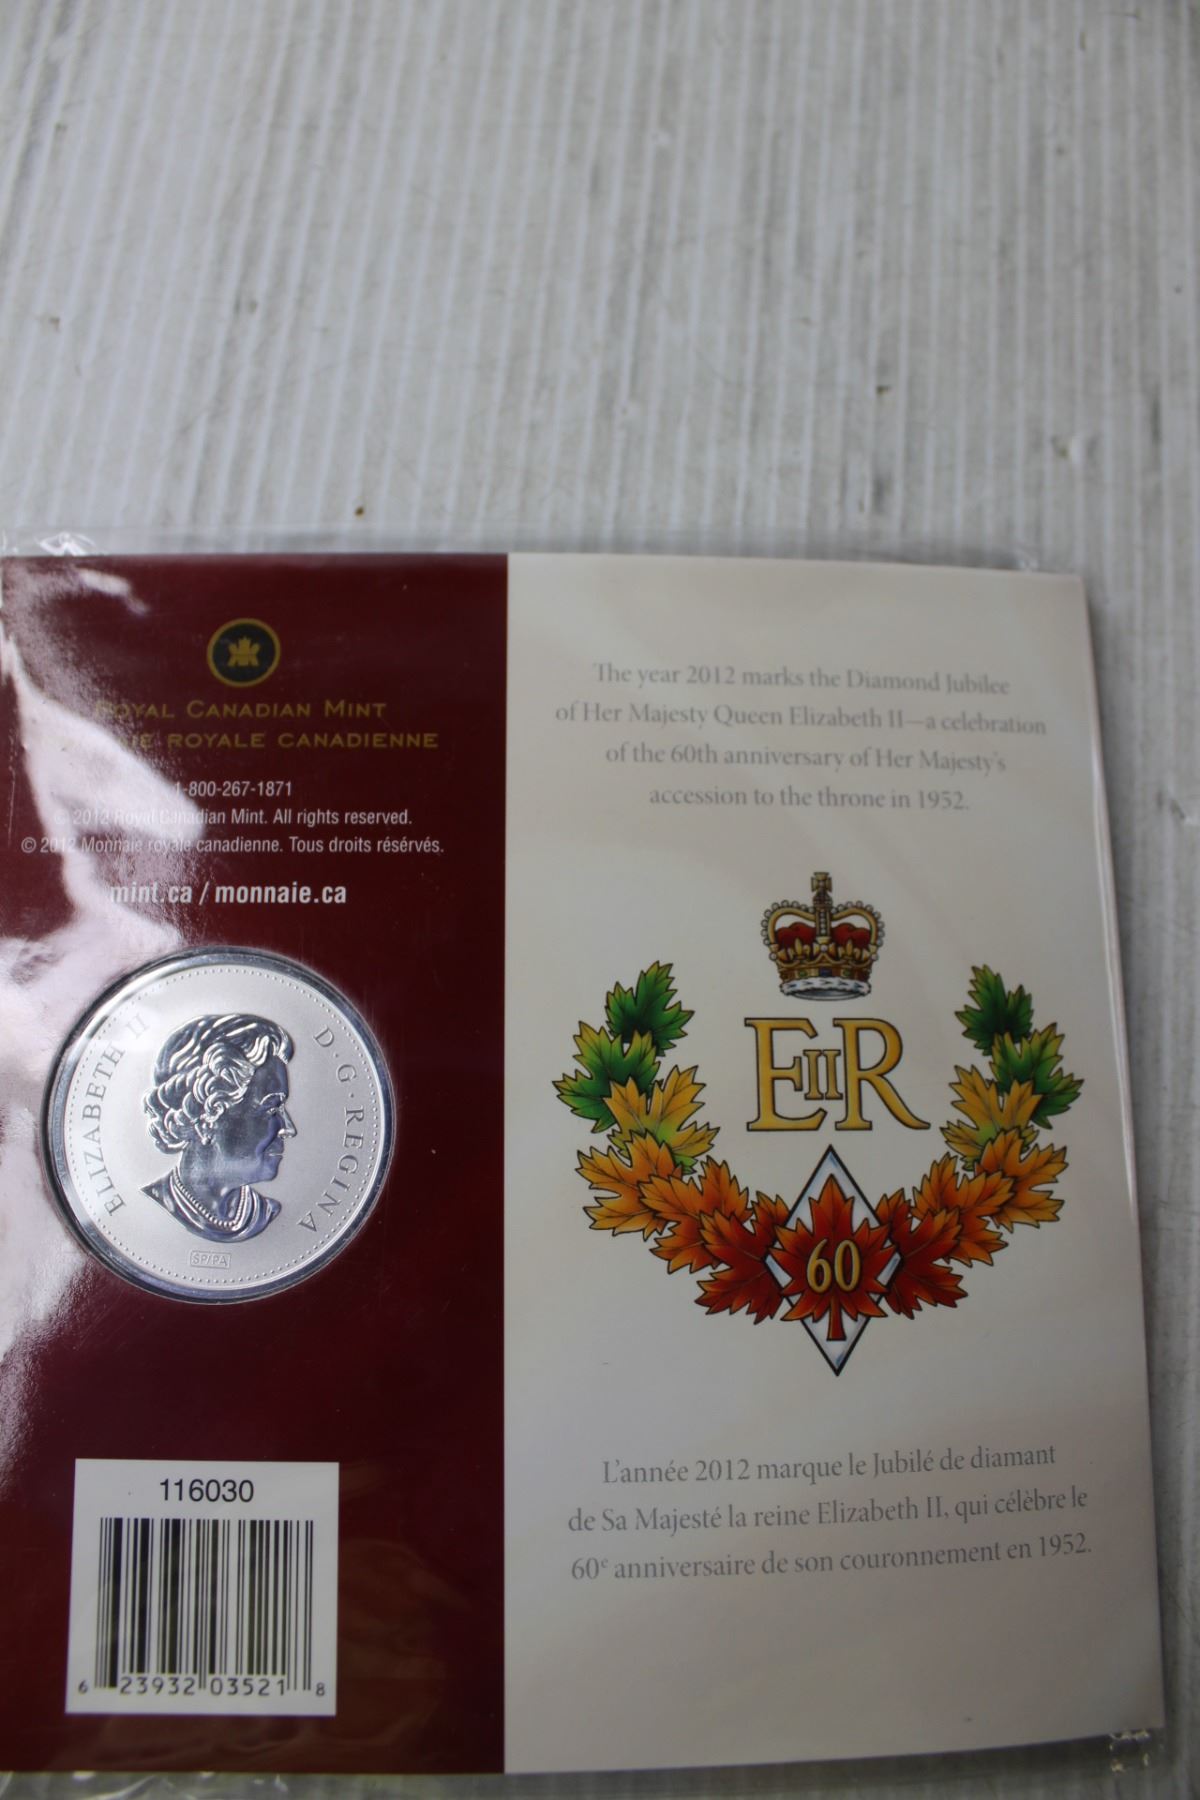 ROYAL CANADIAN MINT
ROYALE CANADIENNE
1-800-267-1871
© 2012 Royal Canadian Mint. All rights reserved.
© 2012 Monnaie royale canadienne. Tous droits résérvés.
mint.ca / monnaie.ca
ELIZABETH II D·G·REGINA
SP/PA
116030
6 23932 03521 8
The year 2012 marks the Diamond Jubilee
of Her Majesty Queen Elizabeth II—a celebration
of the 60th anniversary of Her Majesty's
accession to the throne in 1952.
EIIR
60
L'année 2012 marque le Jubilé de diamant
de Sa Majesté la reine Elizabeth II, qui célèbre le
60e anniversaire de son couronnement en 1952.